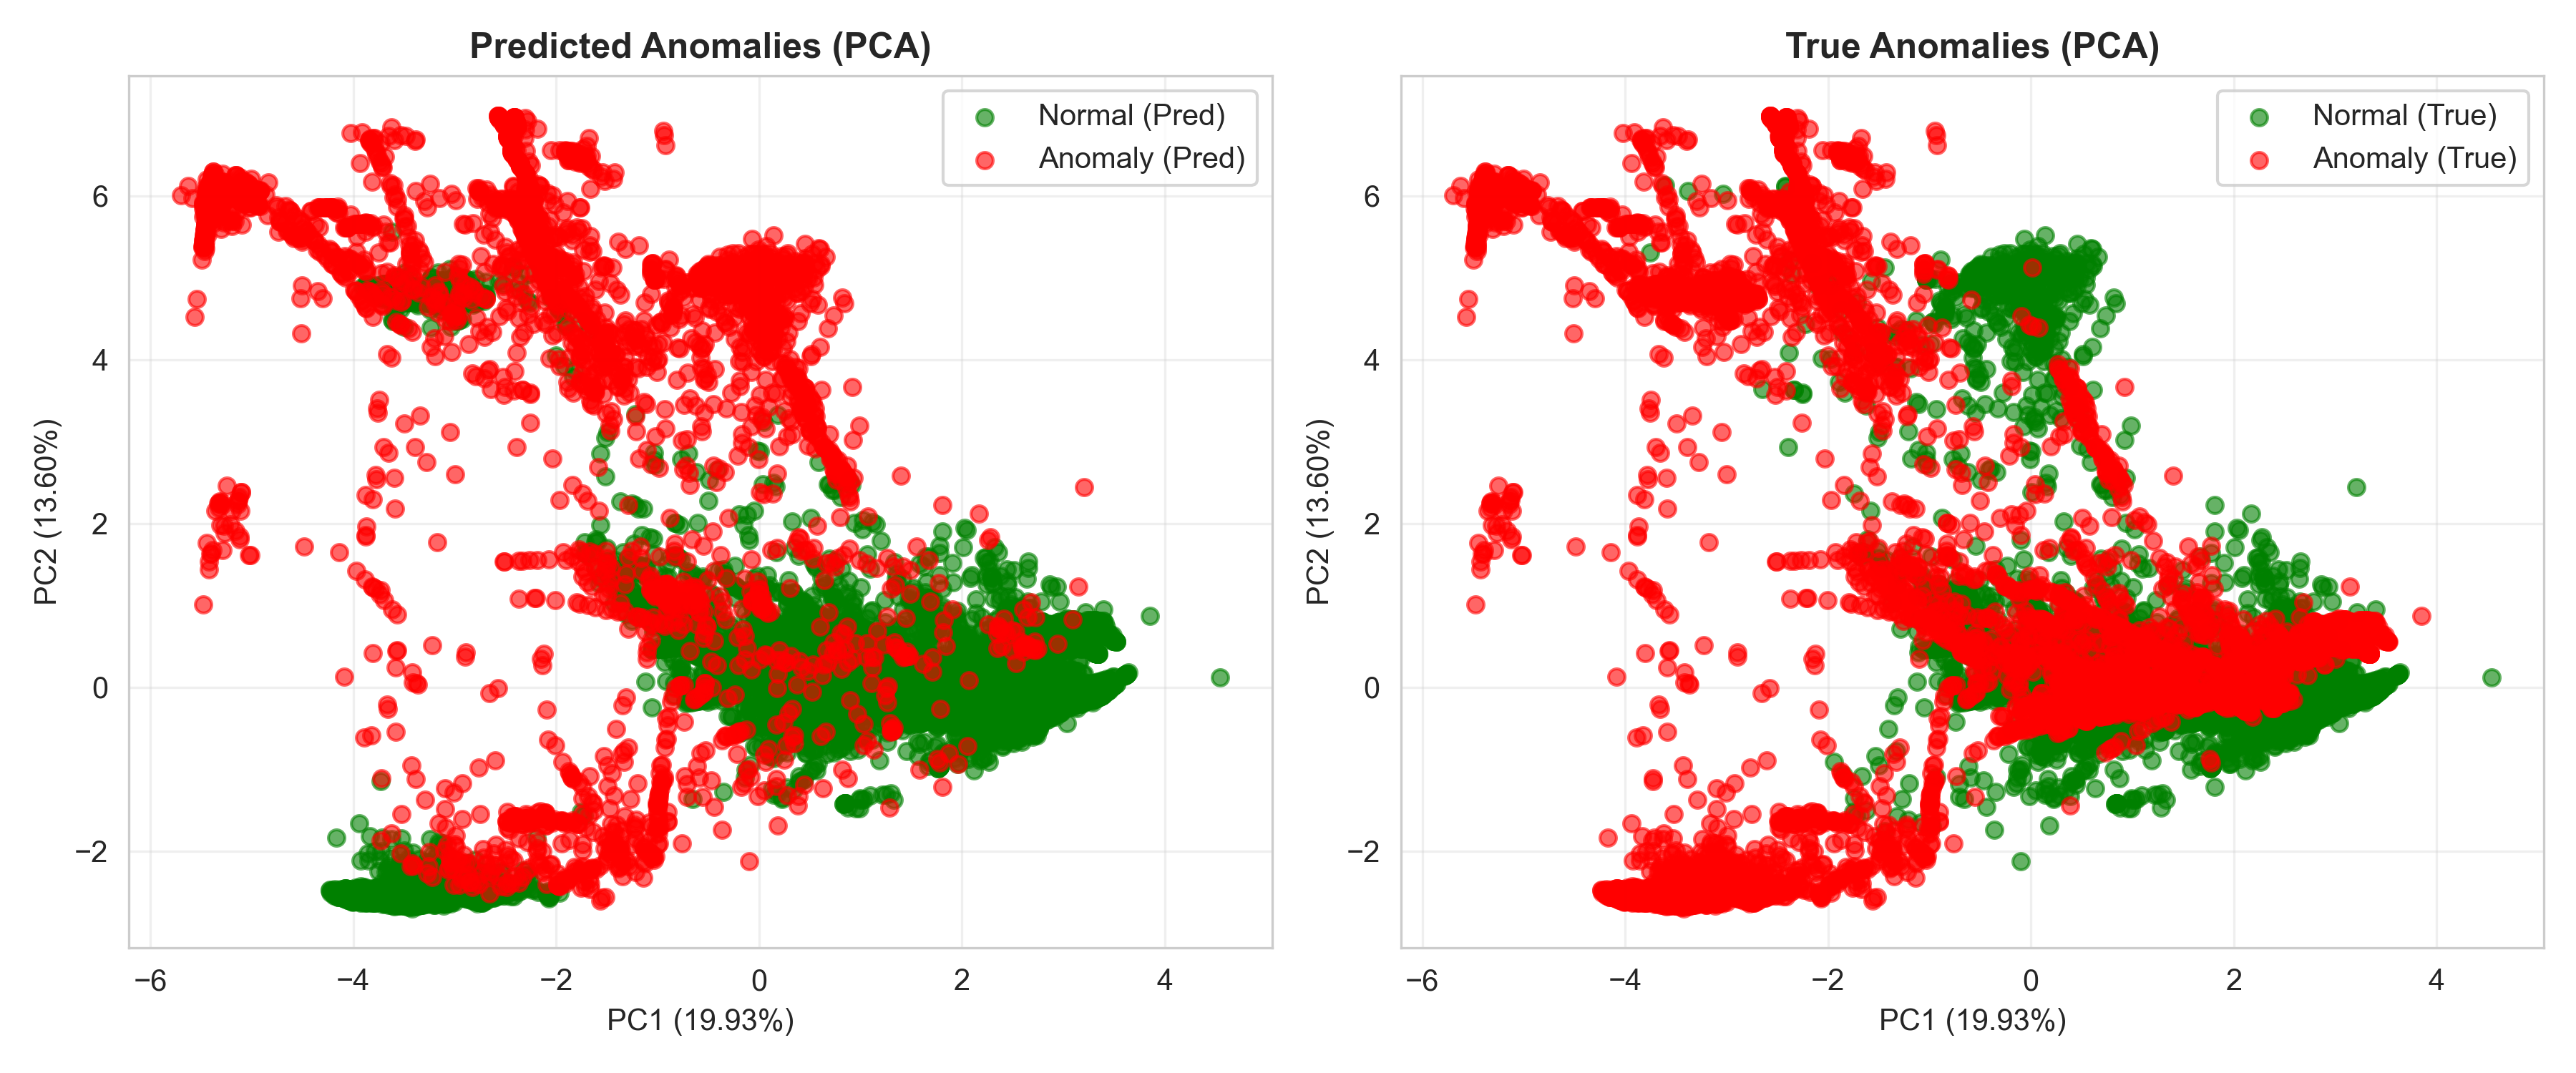 Predicted Anomalies (PCA)
Normal (Pred)
Anomaly (Pred)
6
4
2
0
−2
PC2 (13.60%)
−6
−4
−2
0
2
4
PC1 (19.93%)
True Anomalies (PCA)
Normal (True)
Anomaly (True)
6
4
2
0
−2
PC2 (13.60%)
−6
−4
−2
0
2
4
PC1 (19.93%)